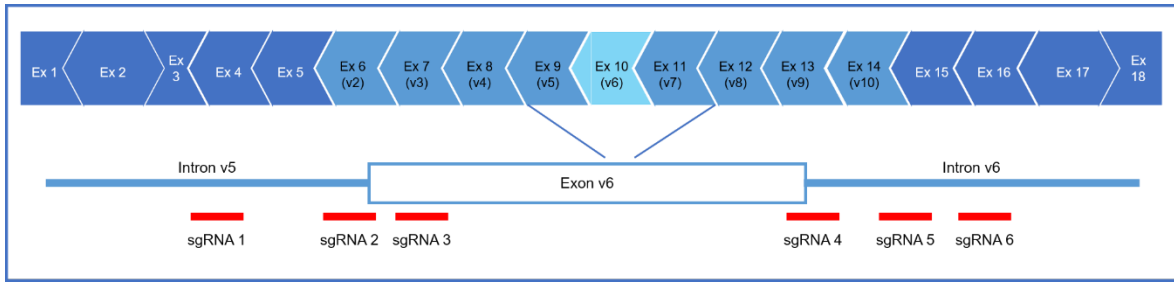 Ex 1
Ex 2
Ex
3
Ex 4
Ex 5
Ex 6
(v2)
Ex 7
(v3)
Ex 8
(v4)
Ex 9
(v5)
Ex 10
(v6)
Ex 11
(v7)
Ex 12
(v8)
Ex 13
(v9)
Ex 14
(v10)
Ex 15
Ex 16
Ex 17
Ex
18
Intron v5
Exon v6
Intron v6
sgRNA 1
sgRNA 2
sgRNA 3
sgRNA 4
sgRNA 5
sgRNA 6